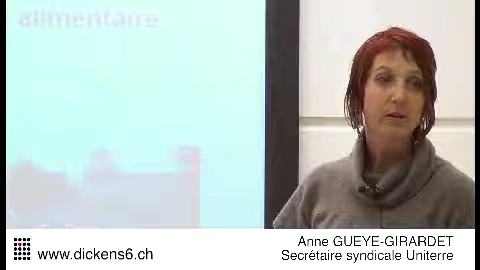 alimentaire
www.dickens6.ch
Anne GUEYE-GIRARDET
Secrétaire syndicale Uniterre